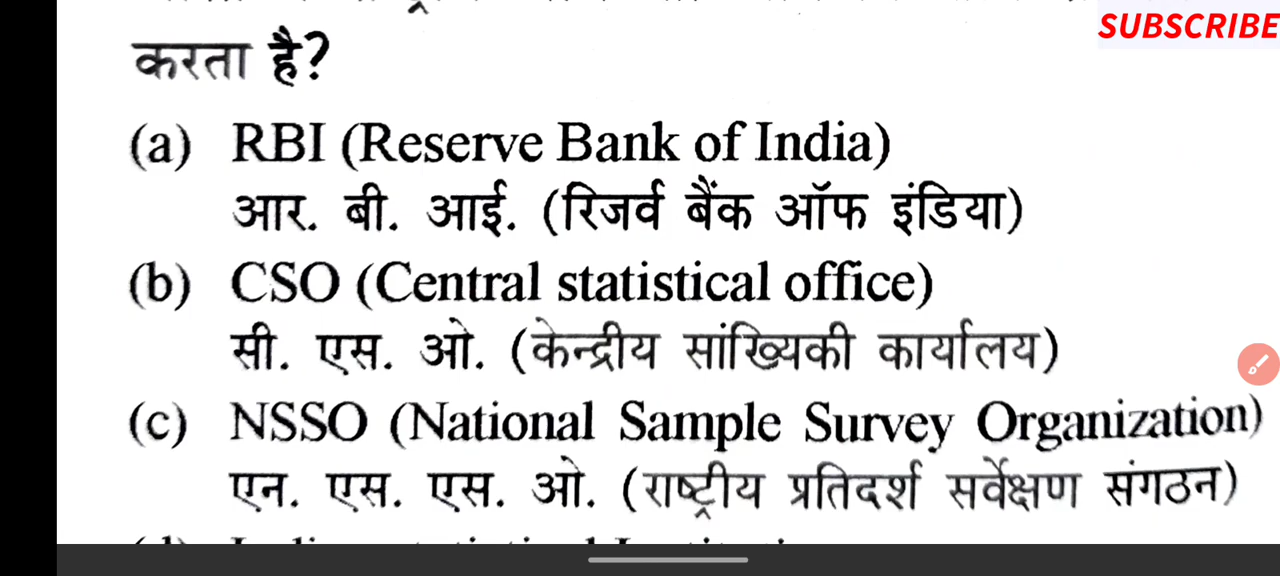 SUBSCRIBE
करता है?
(a) RBI (Reserve Bank of India)
आर. बी. आई. (रिजर्व बैंक ऑफ इंडिया)
(b) CSO (Central statistical office)
सी. एस. ओ. (केन्द्रीय सांख्यिकी कार्यालय)
(c) NSSO (National Sample Survey Organization)
एन. एस. एस. ओ. (राष्ट्रीय प्रतिदर्श सर्वेक्षण संगठन)